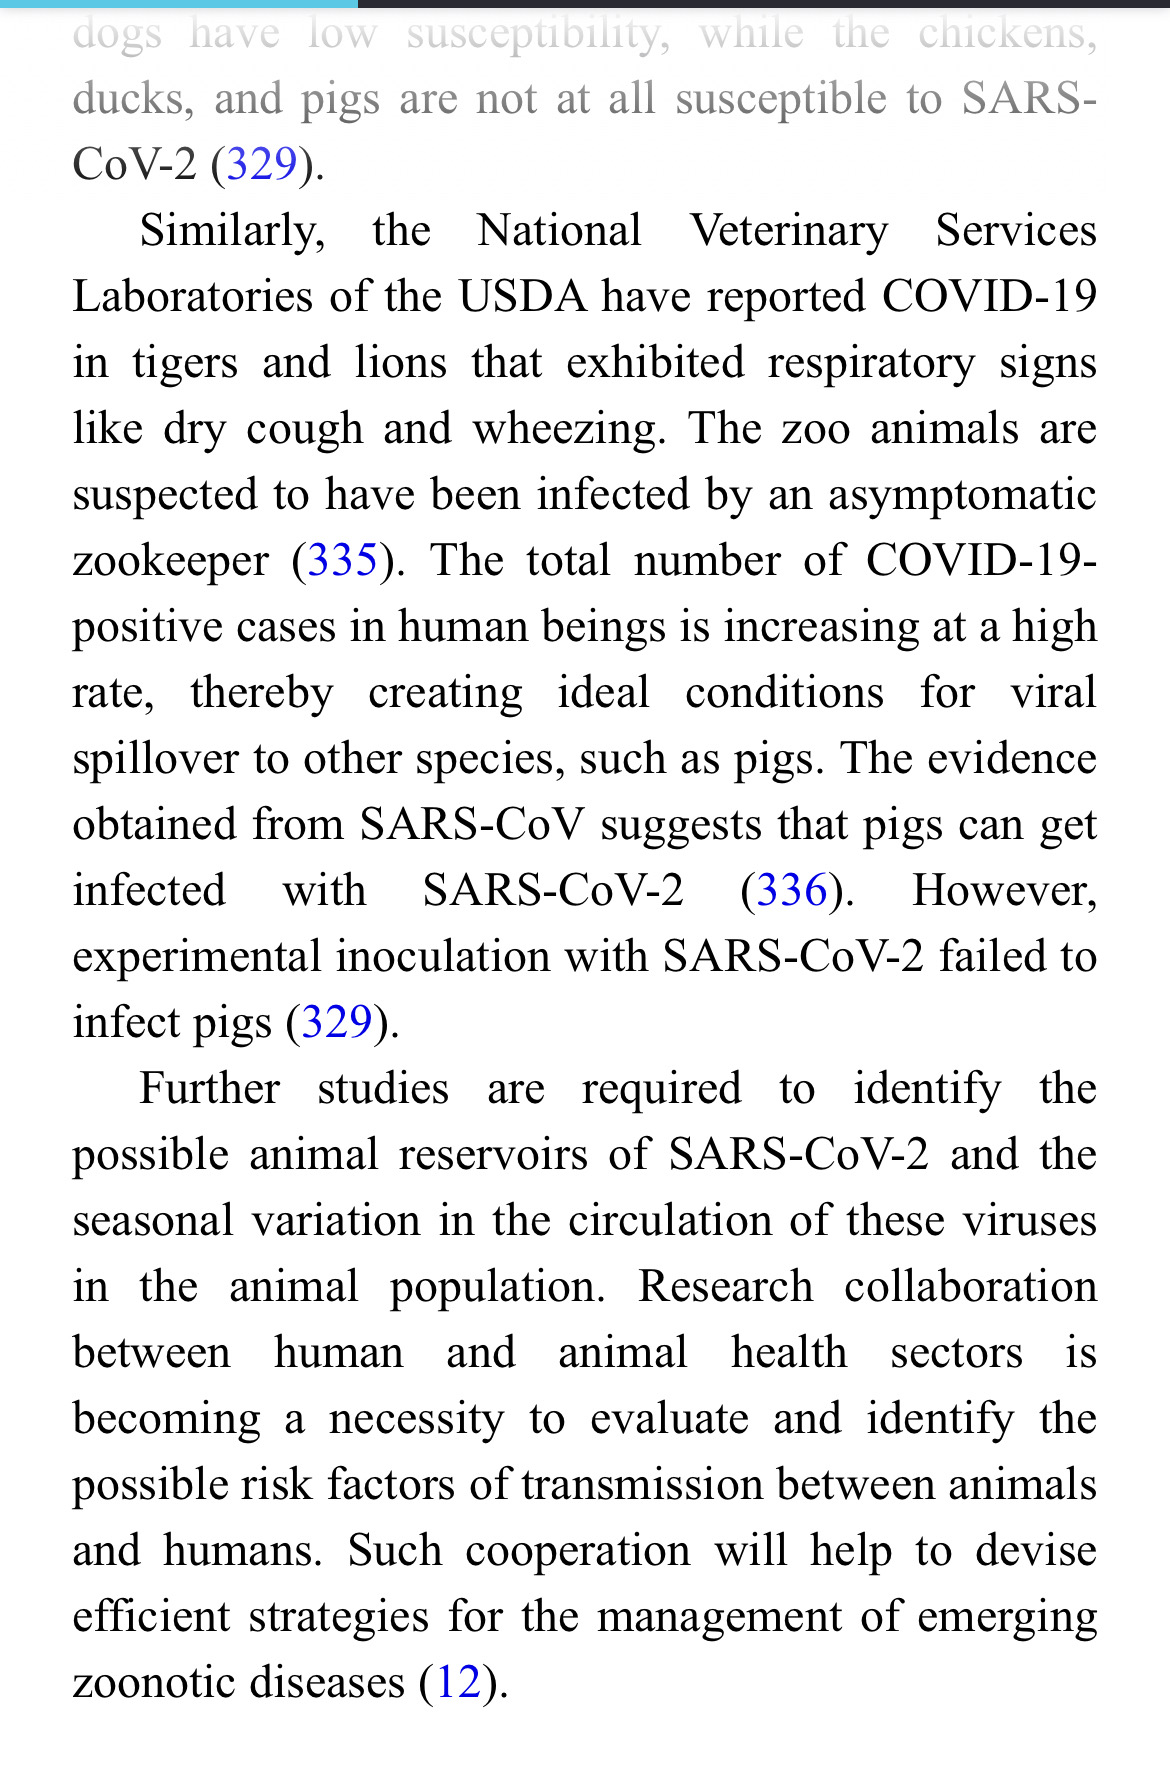 dogs have low susceptibility, while the chickens,
ducks, and pigs are not at all susceptible to SARS-
CoV-2 (329).
Similarly, the National Veterinary Services
Laboratories of the USDA have reported COVID-19
in tigers and lions that exhibited respiratory signs
like dry cough and wheezing. The zoo animals are
suspected to have been infected by an asymptomatic
zookeeper (335). The total number of COVID-19-
positive cases in human beings is increasing at a high
rate, thereby creating ideal conditions for viral
spillover to other species, such as pigs. The evidence
obtained from SARS-CoV suggests that pigs can get
infected with SARS-CoV-2 (336). However,
experimental inoculation with SARS-CoV-2 failed to
infect pigs (329).
Further studies are required to identify the
possible animal reservoirs of SARS-CoV-2 and the
seasonal variation in the circulation of these viruses
in the animal population. Research collaboration
between human and animal health sectors is
becoming a necessity to evaluate and identify the
possible risk factors of transmission between animals
and humans. Such cooperation will help to devise
efficient strategies for the management of emerging
zoonotic diseases (12).